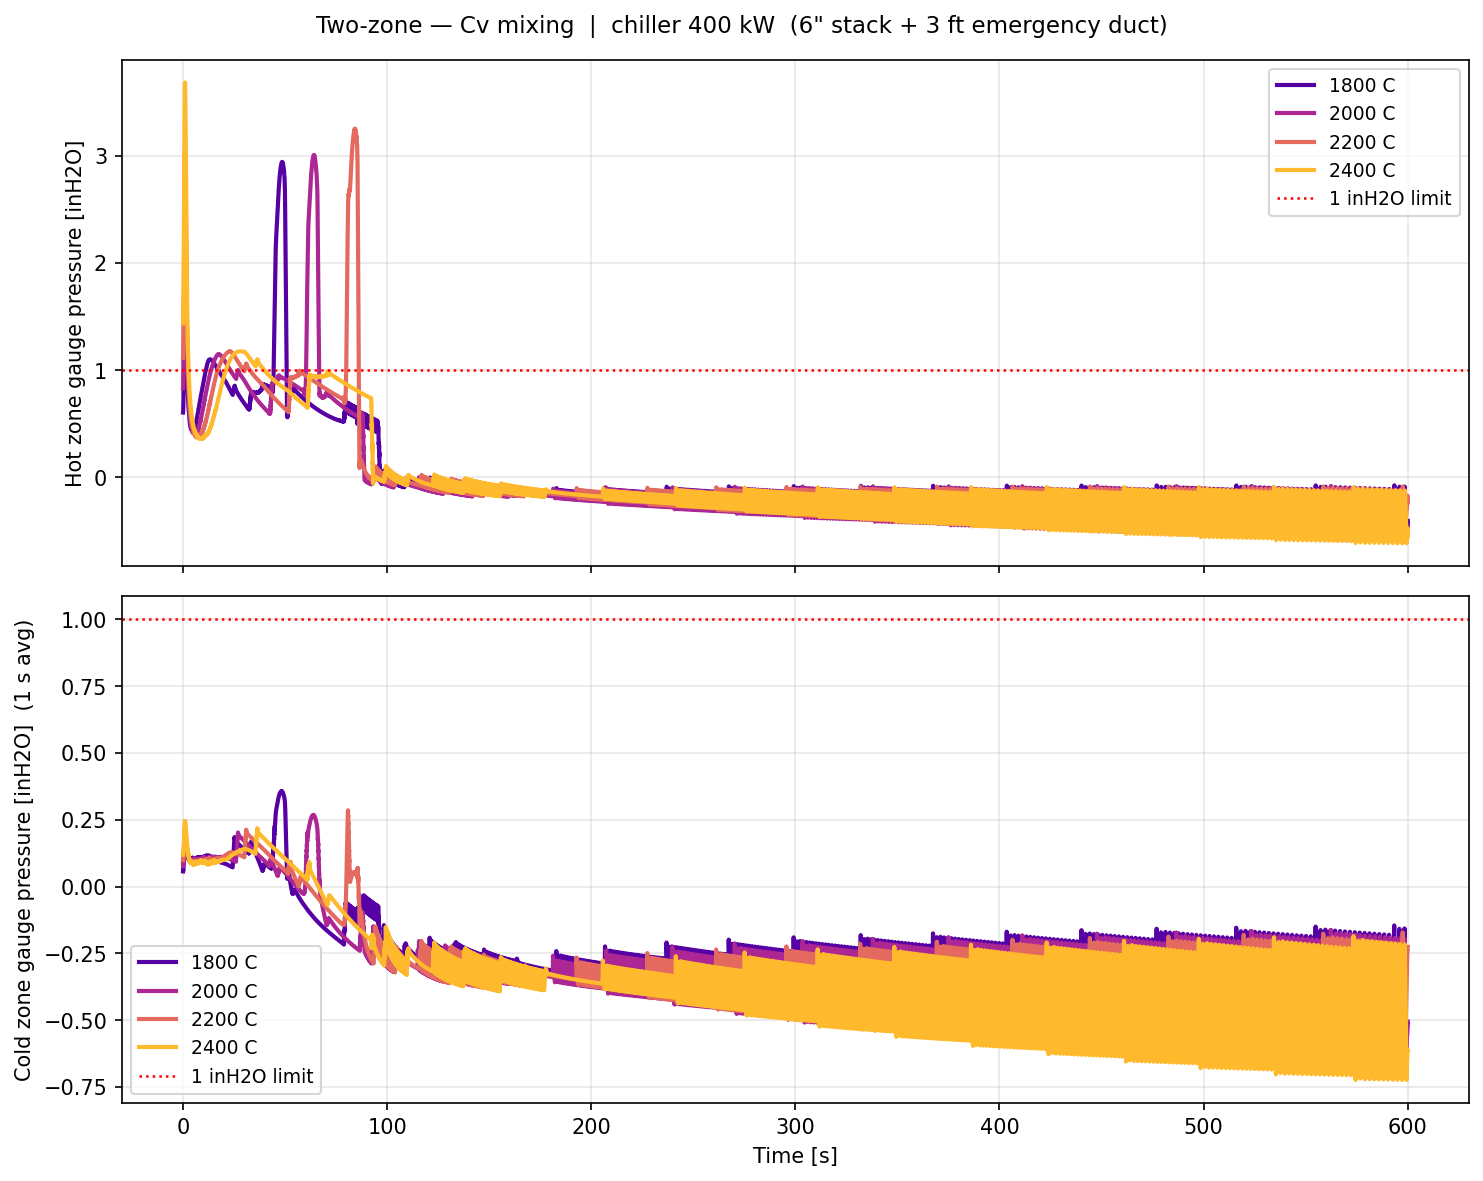 Two-zone — Cv mixing | chiller 400 kW (6" stack + 3 ft emergency duct)
Hot zone gauge pressure [inH2O]
3
2
1
0
1800 C
2000 C
2200 C
2400 C
1 inH2O limit
Cold zone gauge pressure [inH2O] (1 s avg)
1.00
0.75
0.50
0.25
0.00
−0.25
−0.50
−0.75
1800 C
2000 C
2200 C
2400 C
1 inH2O limit
0 100 200 300 400 500 600
Time [s]